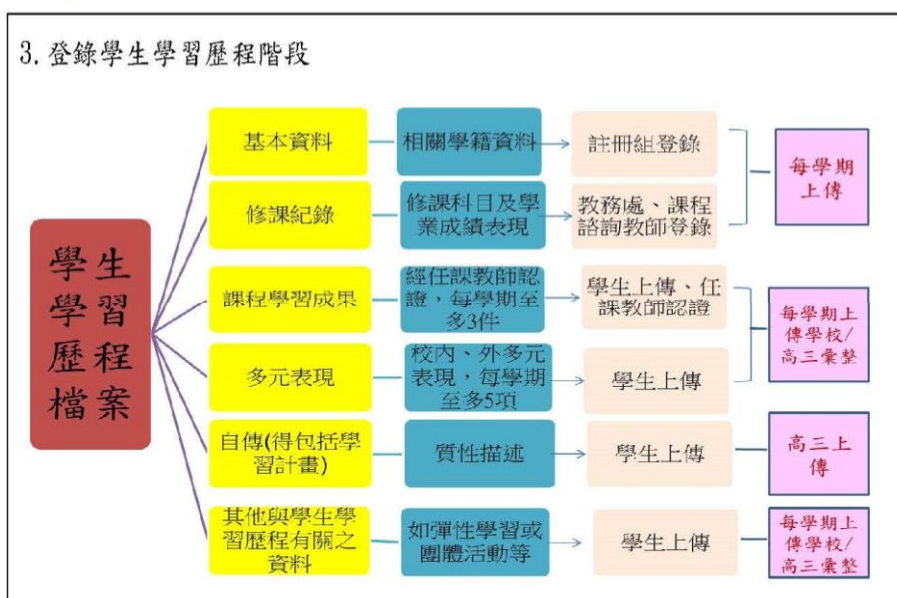 3. 登錄學生學習歷程階段
學生
學習
歷程
檔案
基本資料
相關學籍資料
註冊組登錄
每學期
上傳
修課紀錄
修課科目及學
業成績表現
教務處、課程
諮詢教師登錄
課程學習成果
經任課教師認
證，每學期至
多3件
學生上傳、任
課教師認證
每學期上
傳學校/
高三彙整
多元表現
校內、外多元
表現，每學期
至多5項
學生上傳
自傳(得包括學
習計畫)
質性描述
學生上傳
高三上
傳
其他與學生學
習歷程有關之
資料
如彈性學習或
團體活動等
學生上傳
每學期上
傳學校/
高三彙整